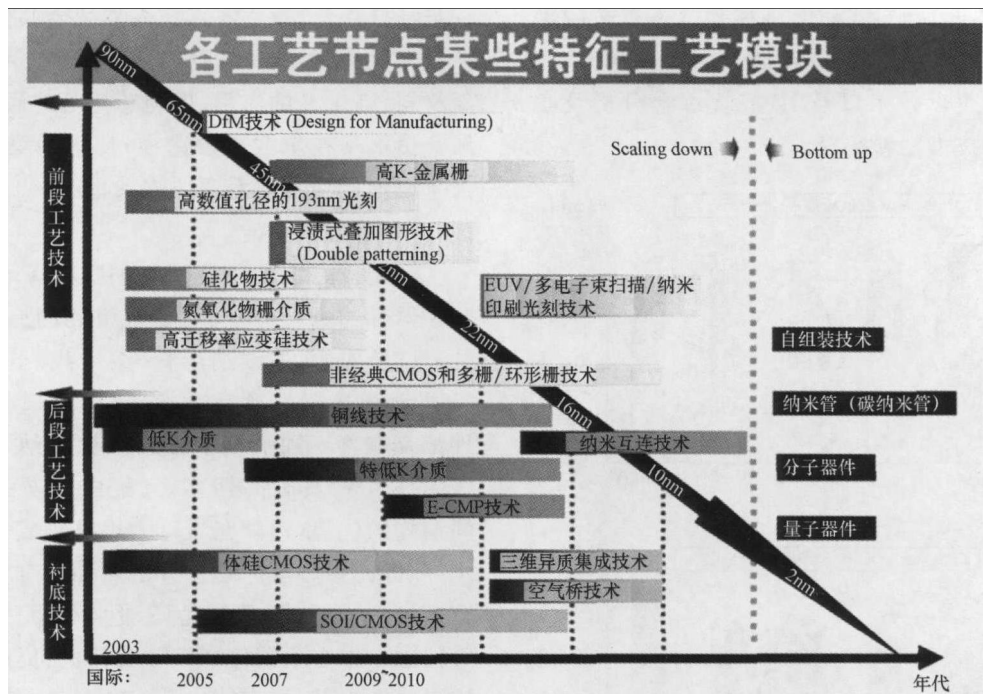 各工艺节点某些特征工艺模块
90nm
65nm
DfM技术 (Design for Manufacturing)
Scaling down
Bottom up
45nm
高K-金属栅
前段工艺技术
高数值孔径的193nm光刻
浸渍式叠加图形技术
(Double patterning)
2nm
硅化物技术
EUV/多电子束扫描/纳米
印刷光刻技术
氮氧化物栅介质
22nm
高迁移率应变硅技术
自组装技术
非经典CMOS和多栅/环形栅技术
16nm
纳米管（碳纳米管）
后段工艺技术
铜线技术
低K介质
纳米互连技术
特低K介质
10nm
分子器件
E-CMP技术
量子器件
衬底技术
体硅CMOS技术
三维异质集成技术
空气桥技术
2nm
SOI/CMOS技术
2003
国际：
2005
2007
2009~2010
年代